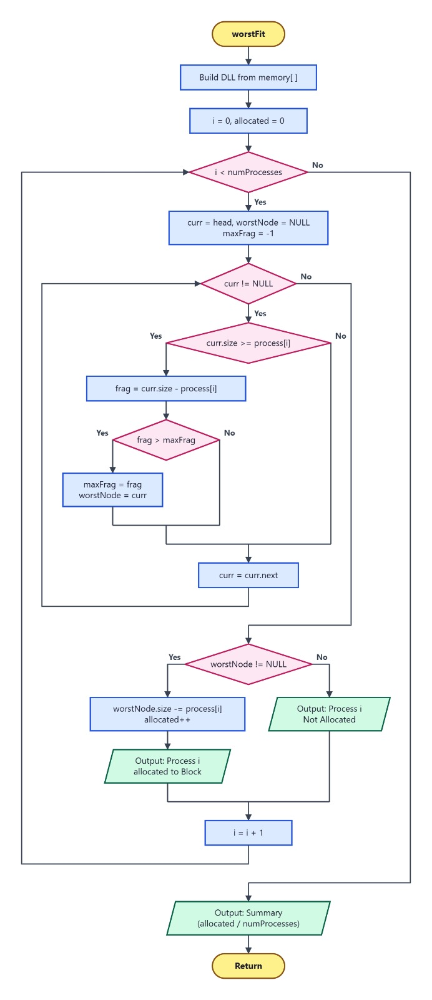 worstFit
Build DLL from memory[ ]
i = 0, allocated = 0
i < numProcesses
No
Yes
curr = head, worstNode = NULL
maxFrag = -1
curr != NULL
No
Yes
curr.size >= process[i]
Yes
No
frag = curr.size - process[i]
frag > maxFrag
Yes
No
maxFrag = frag
worstNode = curr
curr = curr.next
worstNode != NULL
Yes
No
worstNode.size -= process[i]
allocated++
Output: Process i
Not Allocated
Output: Process i
allocated to Block
i = i + 1
Output: Summary
(allocated / numProcesses)
Return